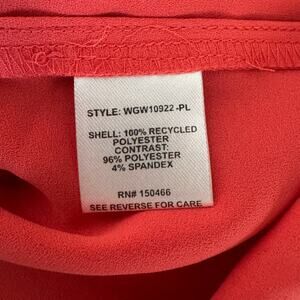 STYLE: WGW10922 -PL
SHELL: 100% RECYCLED
POLYESTER
CONTRAST:
96% POLYESTER
4% SPANDEX
RN# 150466
SEE REVERSE FOR CARE